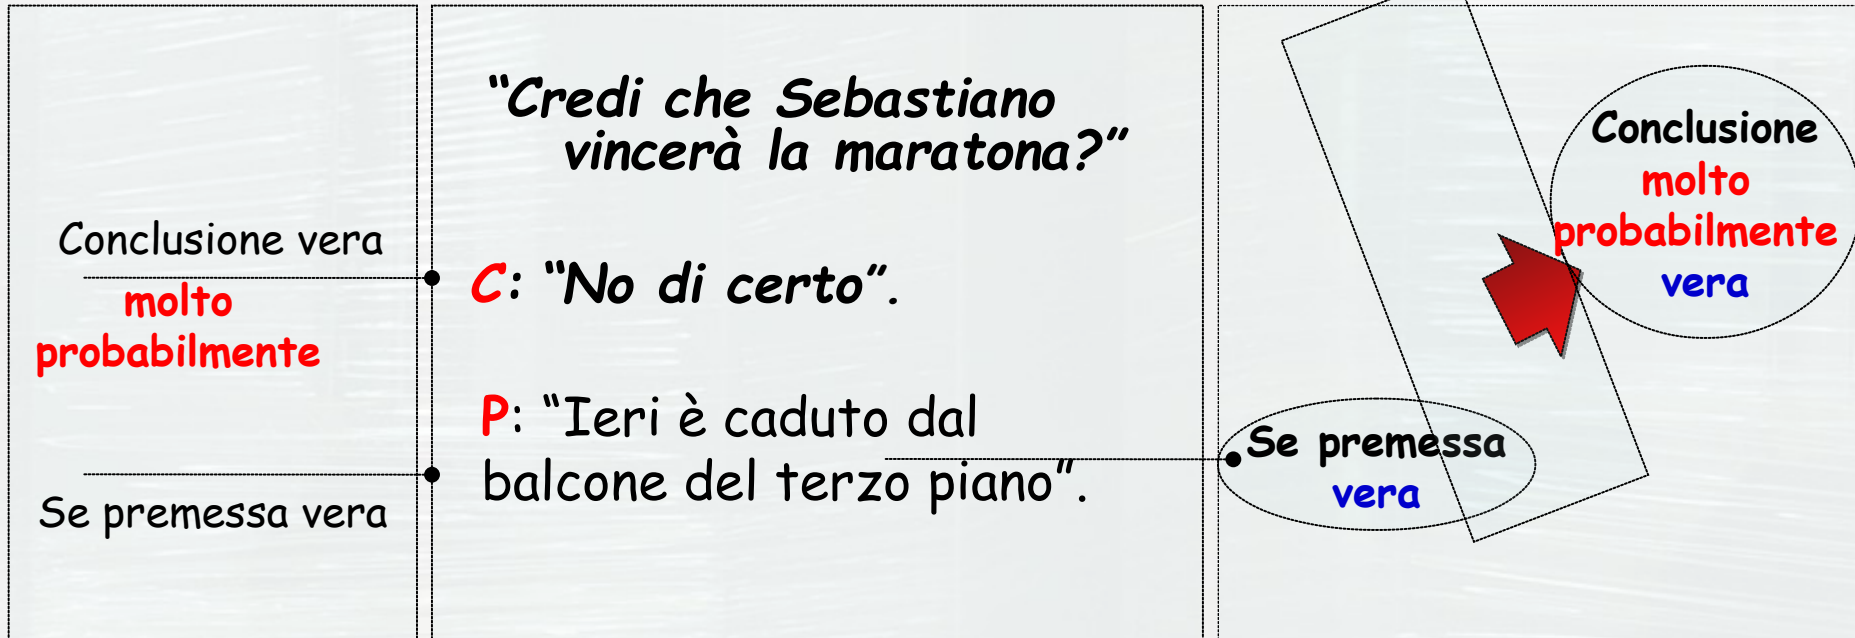 Conclusione vera
molto
probabilmente
Se premessa vera
“Credi che Sebastiano
vincerà la maratona?”
C: “No di certo”.
P: “Ieri è caduto dal
balcone del terzo piano”.
Conclusione
molto
probabilmente
vera
Se premessa
vera